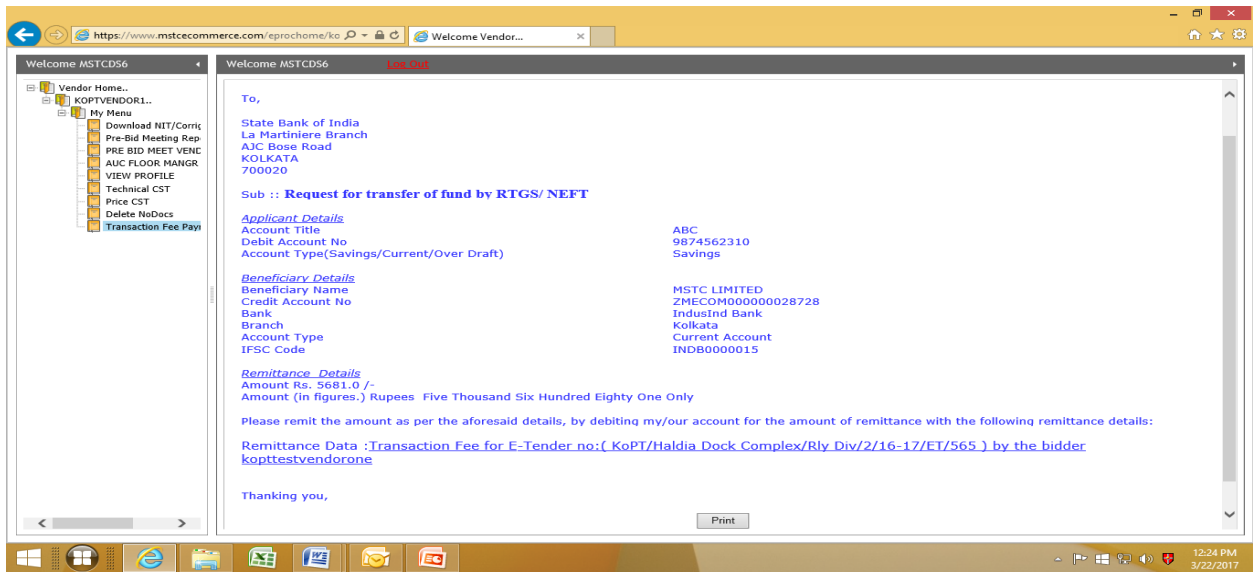 https://www.mstcecommerce.com/eprochome/ko
Welcome Vendor...
Welcome MSTCDS6
Welcome MSTCDS6
Log Out
Vendor Home..
KOPTVENDOR1..
My Menu
Download NIT/Corrig
Pre-Bid Meeting Rep
PRE BID MEET VEND
AUC FLOOR MANGR
VIEW PROFILE
Technical CST
Price CST
Delete NoDocs
Transaction Fee Payı
To,
State Bank of India
La Martiniere Branch
AJC Bose Road
KOLKATA
700020
Sub :: Request for transfer of fund by RTGS/ NEFT
Applicant Details
Account Title ABC
Debit Account No 9874562310
Account Type(Savings/Current/Over Draft) Savings
Beneficiary Details
Beneficiary Name MSTC LIMITED
Credit Account No ZMECOM000000028728
Bank IndusInd Bank
Branch Kolkata
Account Type Current Account
IFSC Code INDB0000015
Remittance Details
Amount Rs. 5681.0 /-
Amount (in figures.) Rupees Five Thousand Six Hundred Eighty One Only
Please remit the amount as per the aforesaid details, by debiting my/our account for the amount of remittance with the following remittance details:
Remittance Data :Transaction Fee for E-Tender no:( KoPT/Haldia Dock Complex/Rly Div/2/16-17/ET/565 ) by the bidder
kopttestvendorone
Thanking you,
Print
12:24 PM
3/22/2017